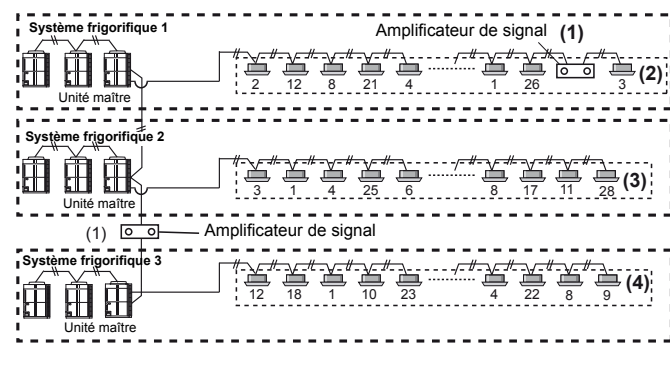 Système frigorifique 1
Amplificateur de signal (1)
Unité maître
2 12 8 21 4 1 26 3 (2)
Système frigorifique 2
Unité maître
3 1 4 25 6 8 17 11 28 (3)
(1) Amplificateur de signal
Système frigorifique 3
Unité maître
12 18 1 10 23 4 22 8 9 (4)